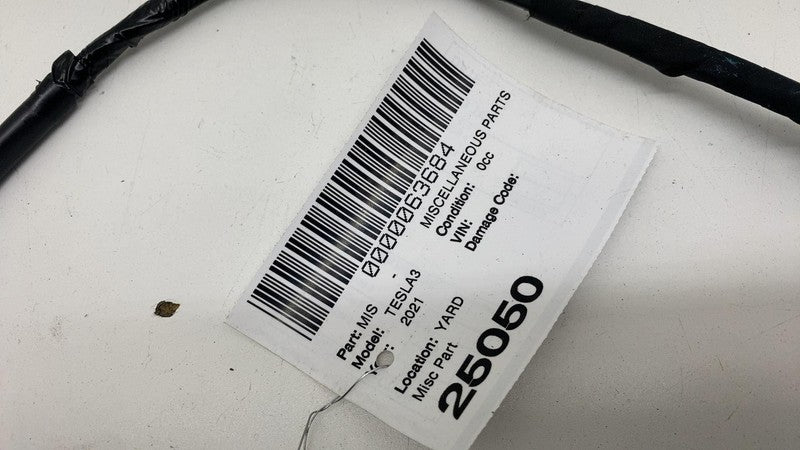 0000063684
Part: MIS - MISCELLANEOUS PARTS
Model: TESLA3 Condition: 0cc
2021 VIN:
Damage Code:
Location: YARD
Misc Part
25050